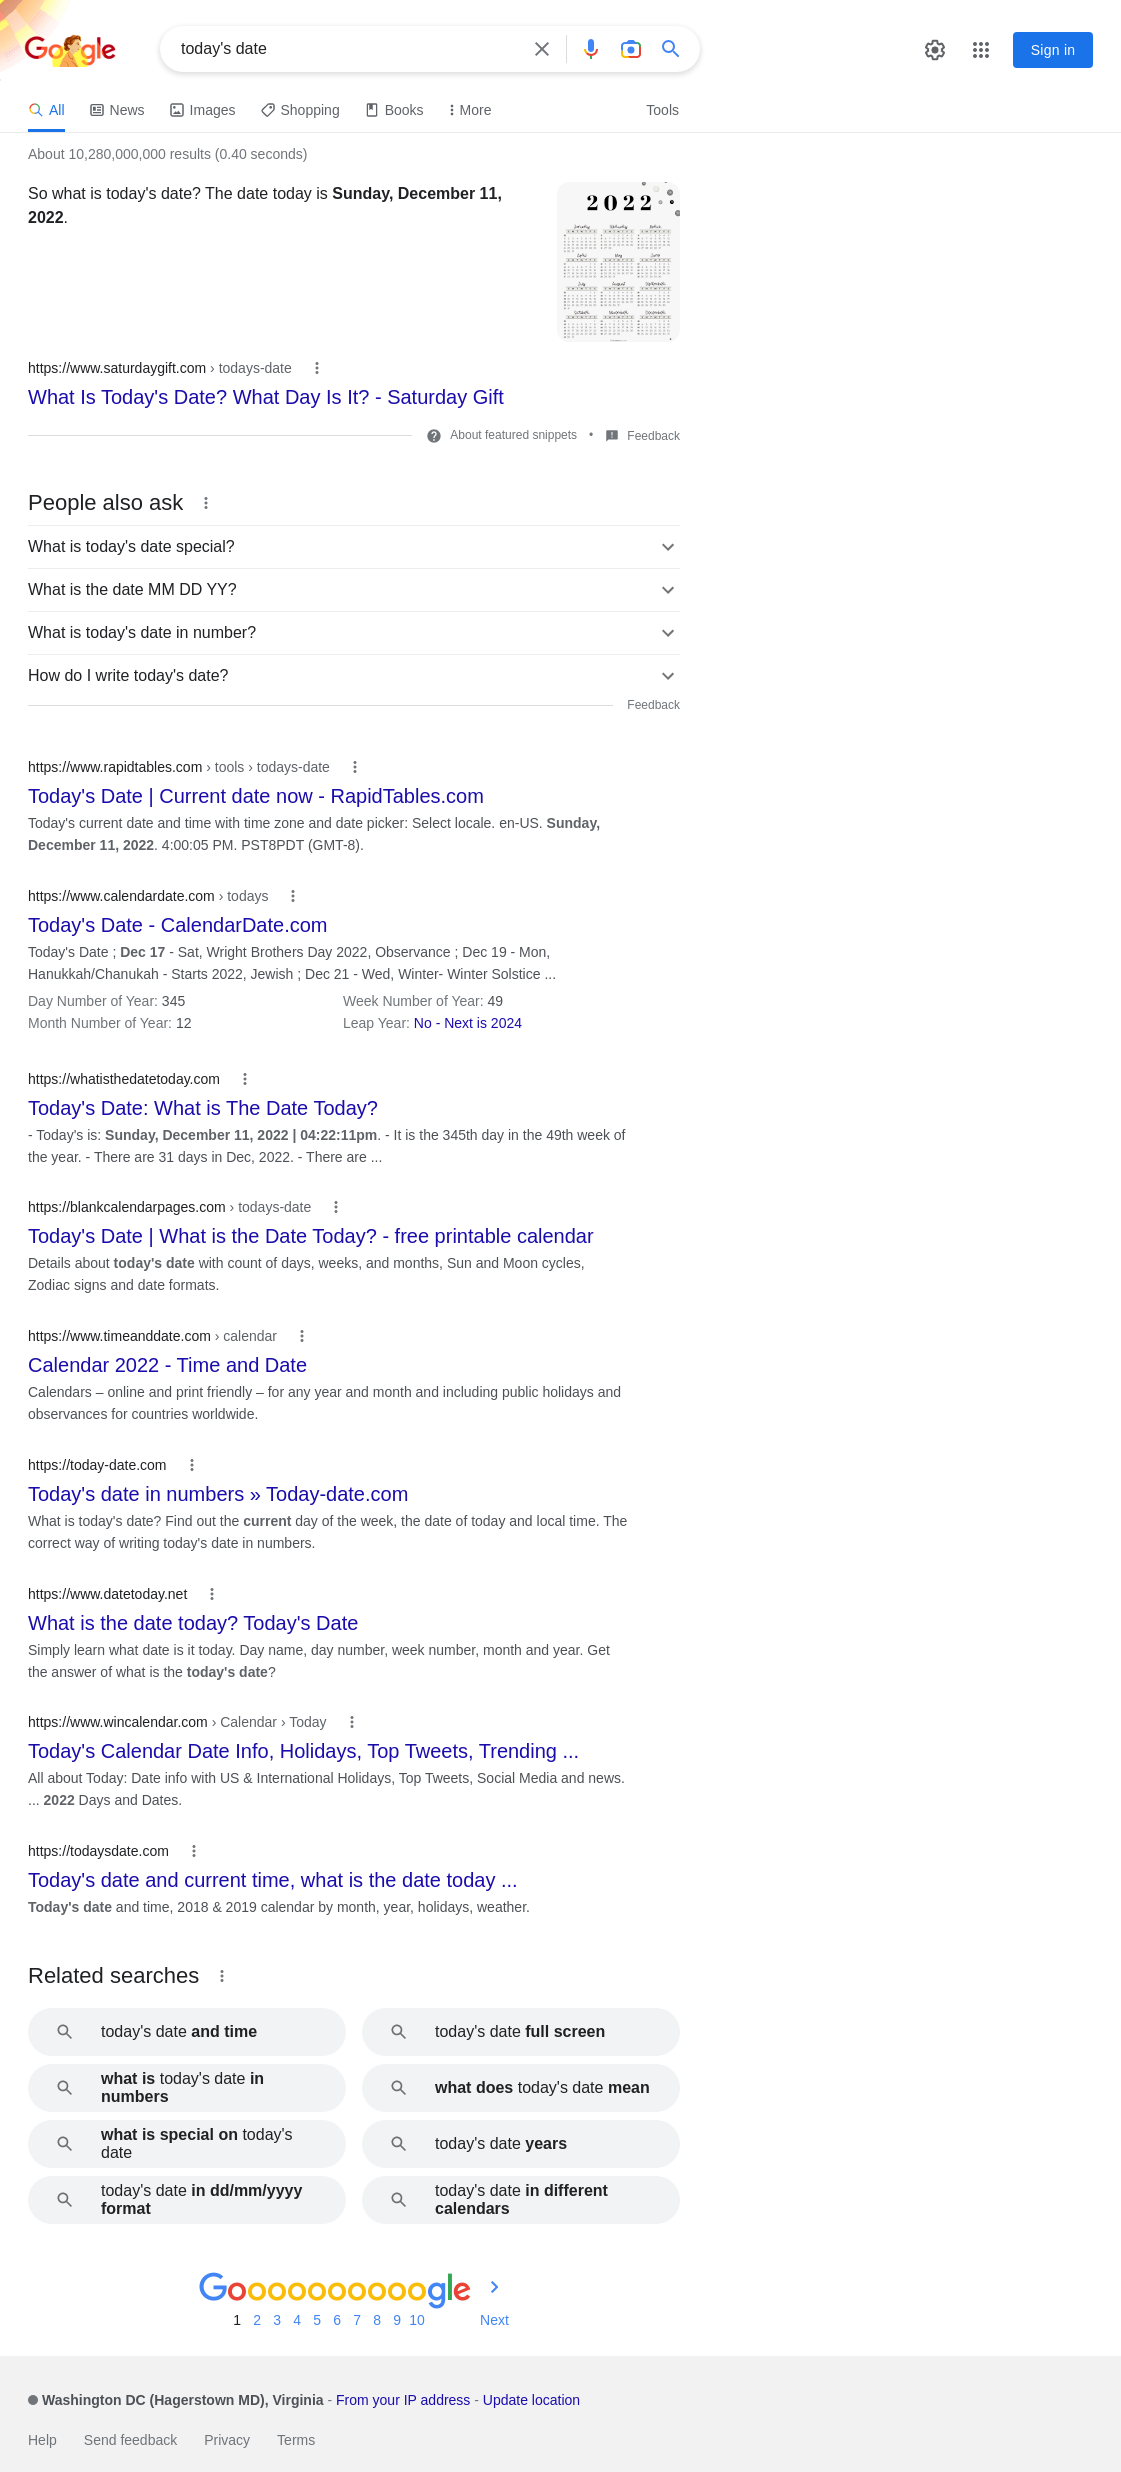 Google
today's date
Sign in
All
News
Images
Shopping
Books
More
Tools
About 10,280,000,000 results (0.40 seconds)
So what is today's date? The date today is Sunday, December 11,
2022.
2022
https://www.saturdaygift.com › todays-date
What Is Today's Date? What Day Is It? - Saturday Gift
About featured snippets • Feedback
People also ask
What is today's date special?
What is the date MM DD YY?
What is today's date in number?
How do I write today's date?
Feedback
https://www.rapidtables.com › tools › todays-date
Today's Date | Current date now - RapidTables.com
Today's current date and time with time zone and date picker: Select locale. en-US. Sunday,
December 11, 2022. 4:00:05 PM. PST8PDT (GMT-8).
https://www.calendardate.com › todays
Today's Date - CalendarDate.com
Today's Date ; Dec 17 - Sat, Wright Brothers Day 2022, Observance ; Dec 19 - Mon,
Hanukkah/Chanukah - Starts 2022, Jewish ; Dec 21 - Wed, Winter- Winter Solstice ...
Day Number of Year: 345
Week Number of Year: 49
Month Number of Year: 12
Leap Year: No - Next is 2024
https://whatisthedatetoday.com
Today's Date: What is The Date Today?
- Today's is: Sunday, December 11, 2022 | 04:22:11pm. - It is the 345th day in the 49th week of
the year. - There are 31 days in Dec, 2022. - There are ...
https://blankcalendarpages.com › todays-date
Today's Date | What is the Date Today? - free printable calendar
Details about today's date with count of days, weeks, and months, Sun and Moon cycles,
Zodiac signs and date formats.
https://www.timeanddate.com › calendar
Calendar 2022 - Time and Date
Calendars – online and print friendly – for any year and month and including public holidays and
observances for countries worldwide.
https://today-date.com
Today's date in numbers » Today-date.com
What is today's date? Find out the current day of the week, the date of today and local time. The
correct way of writing today's date in numbers.
https://www.datetoday.net
What is the date today? Today's Date
Simply learn what date is it today. Day name, day number, week number, month and year. Get
the answer of what is the today's date?
https://www.wincalendar.com › Calendar › Today
Today's Calendar Date Info, Holidays, Top Tweets, Trending ...
All about Today: Date info with US & International Holidays, Top Tweets, Social Media and news.
... 2022 Days and Dates.
https://todaysdate.com
Today's date and current time, what is the date today ...
Today's date and time, 2018 & 2019 calendar by month, year, holidays, weather.
Related searches
today's date and time
today's date full screen
what is today's date in
numbers
what does today's date mean
what is special on today's
date
today's date years
today's date in dd/mm/yyyy
format
today's date in different
calendars
Goooooooooogle
1 2 3 4 5 6 7 8 9 10 Next
Washington DC (Hagerstown MD), Virginia - From your IP address - Update location
Help Send feedback Privacy Terms